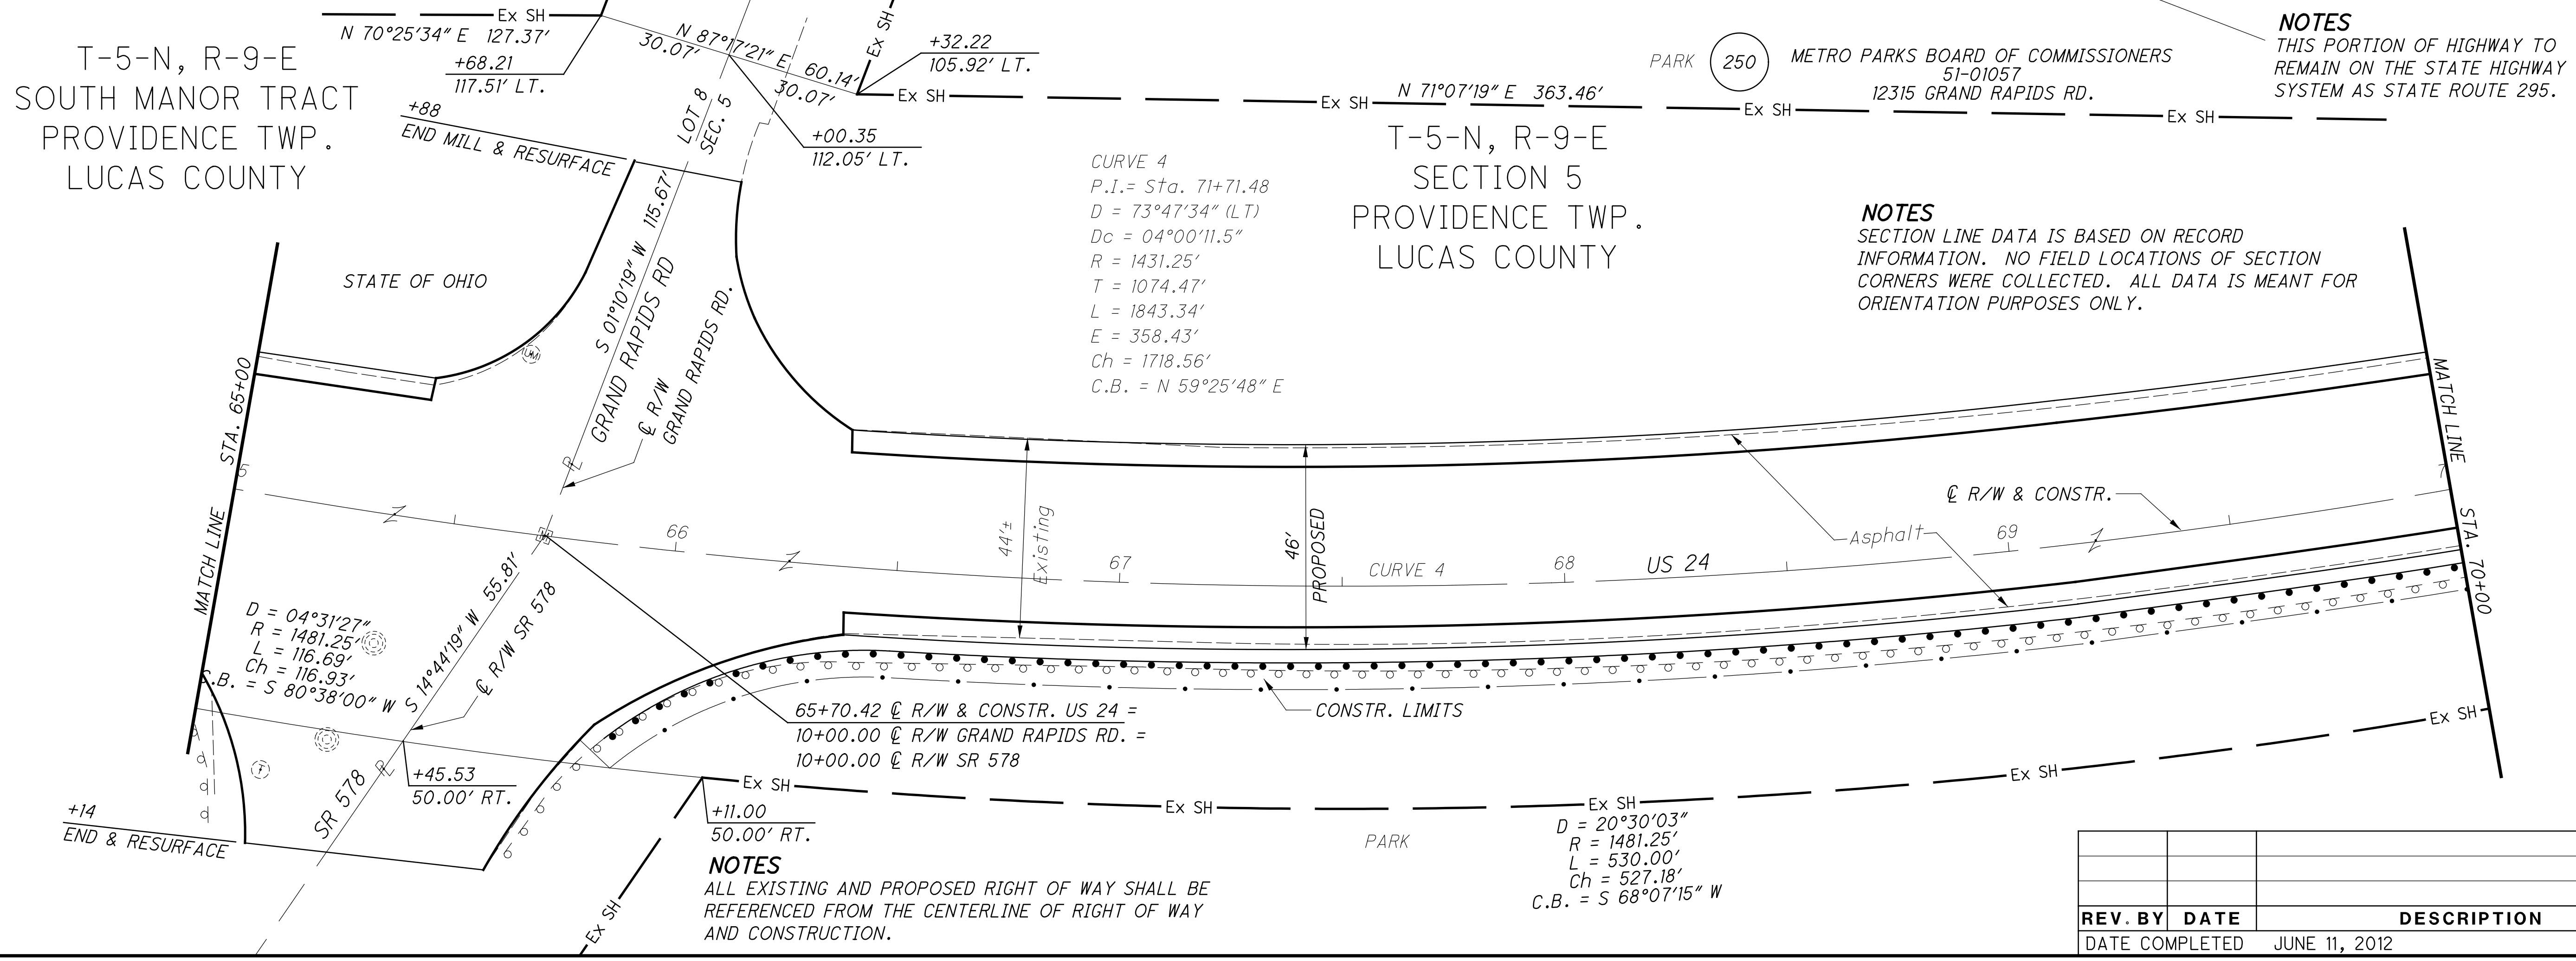 Ex SH
N 70°25'34" E 127.37'
T-5-N, R-9-E
SOUTH MANOR TRACT
PROVIDENCE TWP.
LUCAS COUNTY
+68.21
117.51' LT.
+88
END MILL & RESURFACE
N 87°17'21" E 60.14'
30.07'
30.07'
Ex SH
+32.22
105.92' LT.
+00.35
112.05' LT.
LOT 8
SEC. 5
Ex SH
Ex SH
N 71°07'19" E 363.46'
Ex SH
Ex SH
PARK
250
METRO PARKS BOARD OF COMMISSIONERS
51-01057
12315 GRAND RAPIDS RD.
NOTES
THIS PORTION OF HIGHWAY TO
REMAIN ON THE STATE HIGHWAY
SYSTEM AS STATE ROUTE 295.
T-5-N, R-9-E
SECTION 5
PROVIDENCE TWP.
LUCAS COUNTY
CURVE 4
P.I.= Sta. 71+71.48
D = 73°47'34" (LT)
Dc = 04°00'11.5"
R = 1431.25'
T = 1074.47'
L = 1843.34'
E = 358.43'
Ch = 1718.56'
C.B. = N 59°25'48" E
NOTES
SECTION LINE DATA IS BASED ON RECORD
INFORMATION. NO FIELD LOCATIONS OF SECTION
CORNERS WERE COLLECTED. ALL DATA IS MEANT FOR
ORIENTATION PURPOSES ONLY.
STATE OF OHIO
UM
S 01°10'19" W 115.67'
GRAND RAPIDS RD
℄ R/W
GRAND RAPIDS RD.
MATCH LINE STA. 65+00
5
66
67
68
69
7
44'±
Existing
46'
PROPOSED
CURVE 4
US 24
Asphalt
℄ R/W & CONSTR.
MATCH LINE STA. 70+00
D = 04°31'27"
R = 1481.25'
L = 116.69'
Ch = 116.93'
C.B. = S 80°38'00" W
S 14°44'19" W 55.81'
℄ R/W SR 578
65+70.42 ℄ R/W & CONSTR. US 24 =
10+00.00 ℄ R/W GRAND RAPIDS RD. =
10+00.00 ℄ R/W SR 578
CONSTR. LIMITS
T
SR 578
+45.53
50.00' RT.
+14
END & RESURFACE
+11.00
50.00' RT.
Ex SH
Ex SH
Ex SH
Ex SH
Ex SH
Ex SH
PARK
D = 20°30'03"
R = 1481.25'
L = 530.00'
Ch = 527.18'
C.B. = S 68°07'15" W
NOTES
ALL EXISTING AND PROPOSED RIGHT OF WAY SHALL BE
REFERENCED FROM THE CENTERLINE OF RIGHT OF WAY
AND CONSTRUCTION.
REV. BY DATE DESCRIPTION
DATE COMPLETED JUNE 11, 2012